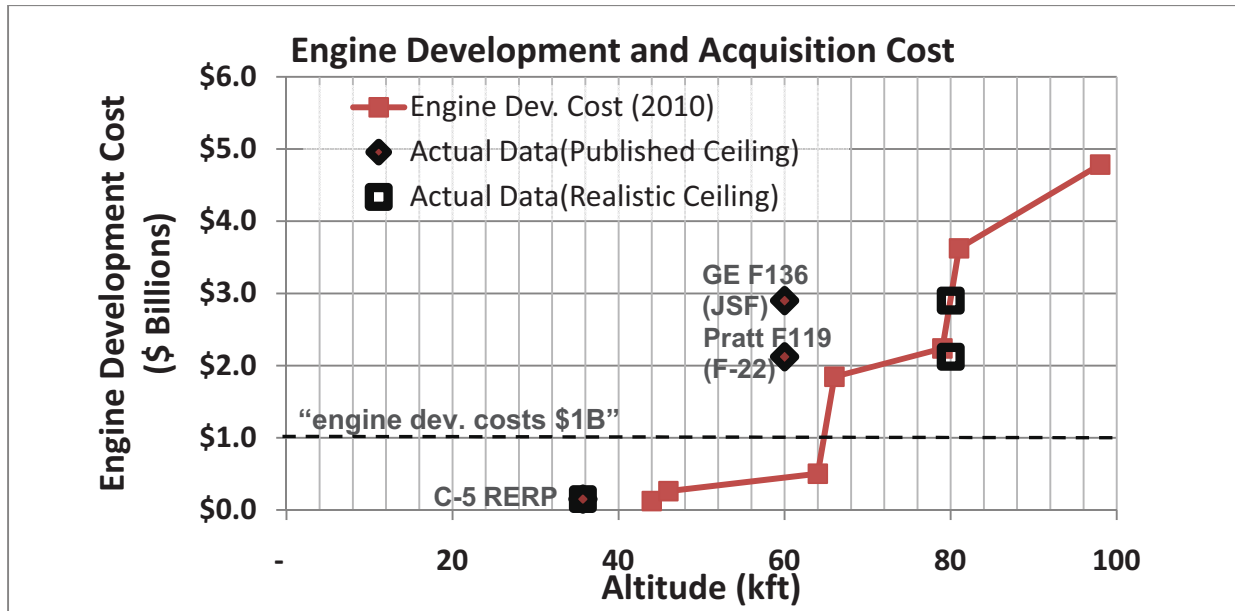 Engine Development and Acquisition Cost
Engine Development Cost
($ Billions)
$6.0
$5.0
$4.0
$3.0
$2.0
$1.0
$0.0
Engine Dev. Cost (2010)
Actual Data(Published Ceiling)
Actual Data(Realistic Ceiling)
GE F136
(JSF)
Pratt F119
(F-22)
“engine dev. costs $1B”
C-5 RERP
-
20
40
60
80
100
Altitude (kft)